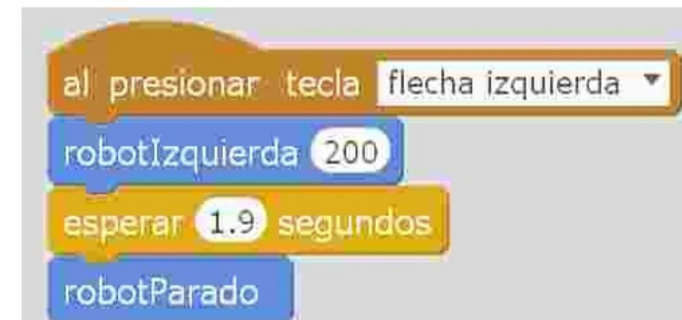 al presionar tecla flecha izquierda
robotIzquierda 200
esperar 1.9 segundos
robotParado